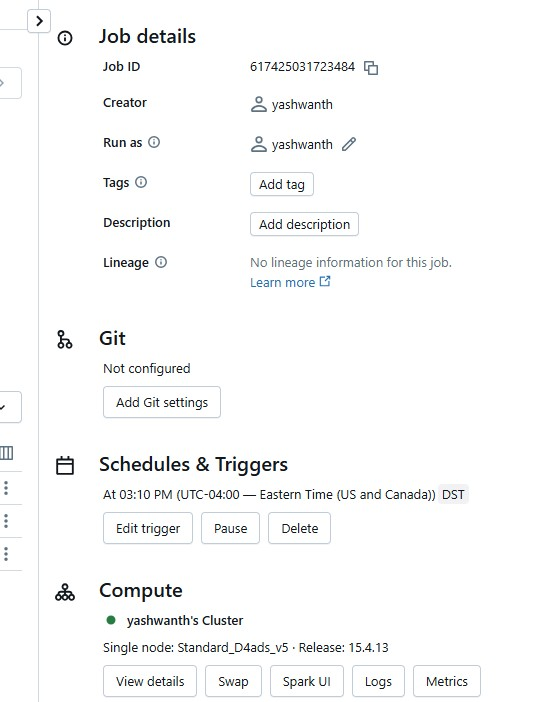 Job details
Job ID 617425031723484
Creator yashwanth
Run as yashwanth
Tags Add tag
Description Add description
Lineage No lineage information for this job.
Learn more
Git
Not configured
Add Git settings
Schedules & Triggers
At 03:10 PM (UTC-04:00 — Eastern Time (US and Canada)) DST
Edit trigger Pause Delete
Compute
yashwanth's Cluster
Single node: Standard_D4ads_v5 · Release: 15.4.13
View details Swap Spark UI Logs Metrics